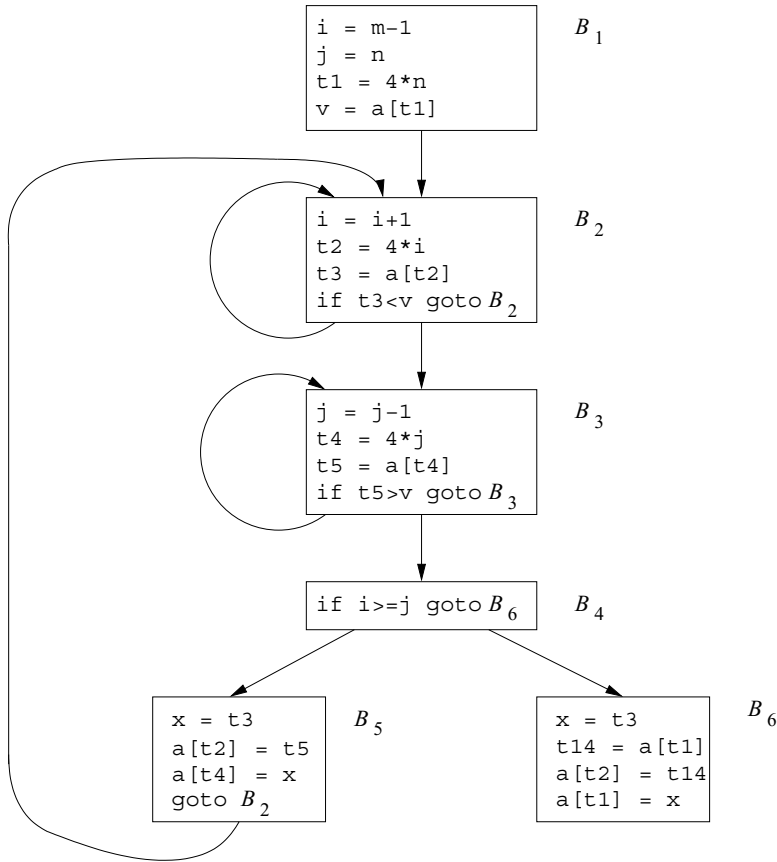 i = m-1
j = n
t1 = 4*n
v = a[t1]
B1
i = i+1
t2 = 4*i
t3 = a[t2]
if t3<v goto B2
B2
j = j-1
t4 = 4*j
t5 = a[t4]
if t5>v goto B3
B3
if i>=j goto B6
B4
x = t3
a[t2] = t5
a[t4] = x
goto B2
B5
x = t3
t14 = a[t1]
a[t2] = t14
a[t1] = x
B6